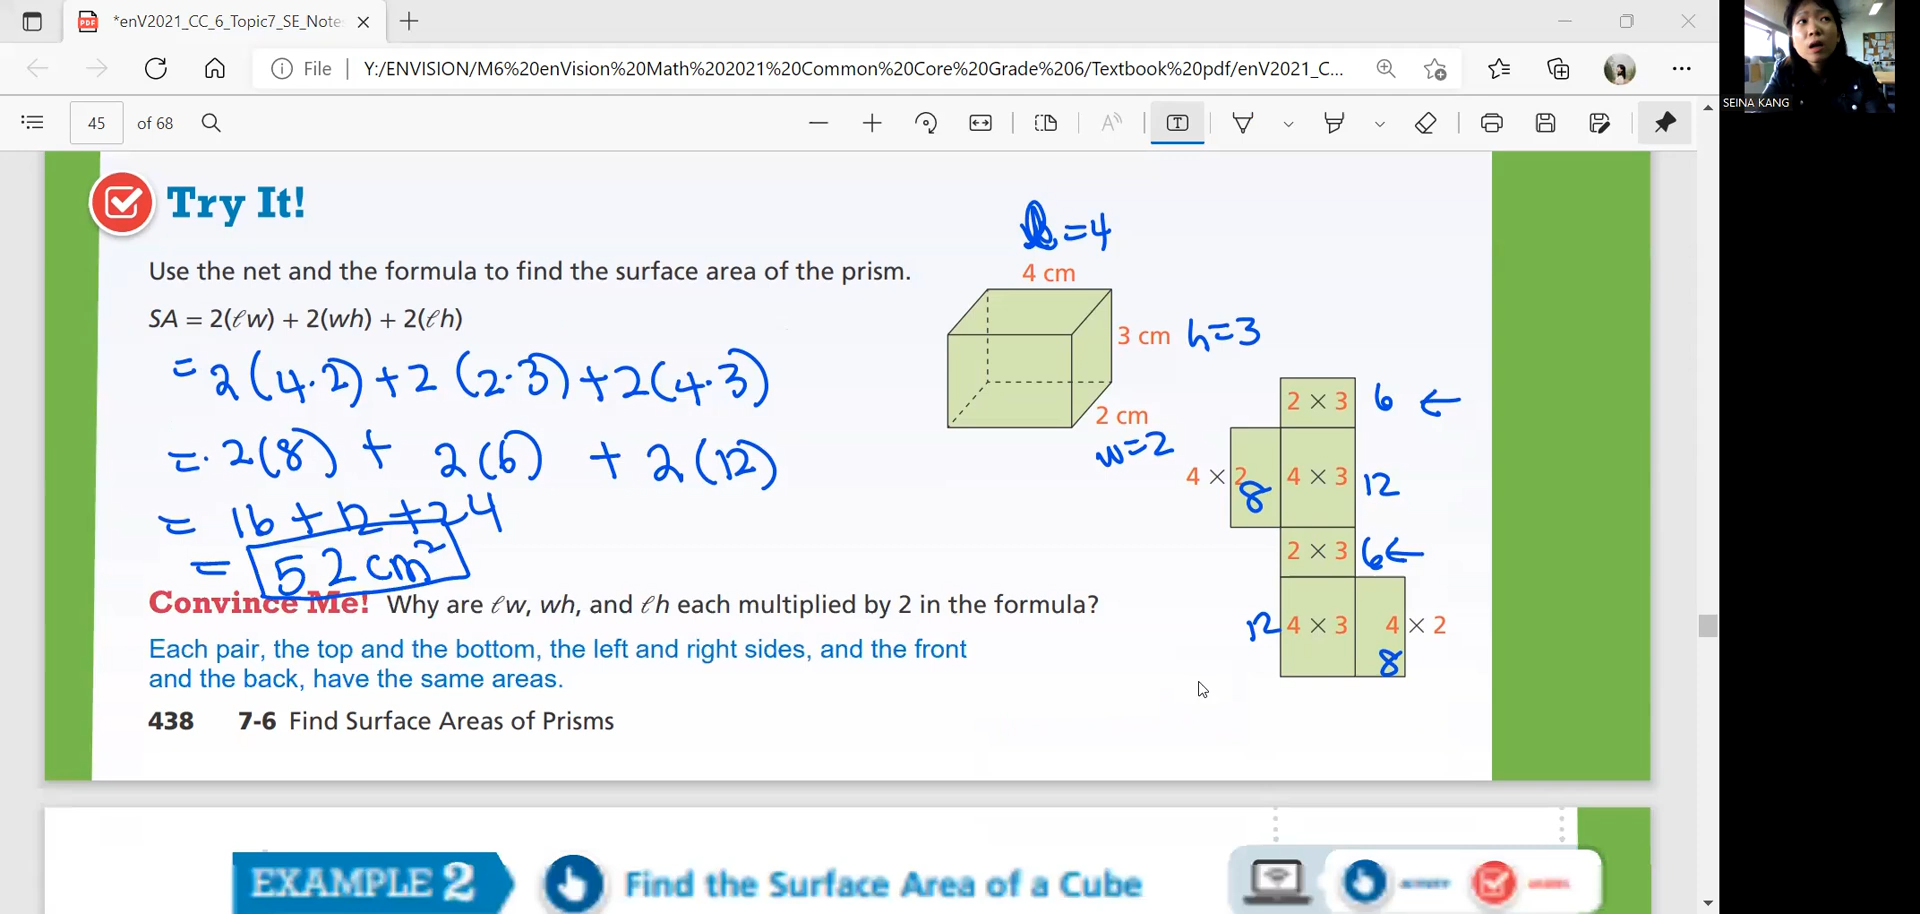 *enV2021_CC_6_Topic7_SE_Note
File
Y:/ENVISION/M6%20enVision%20Math%202021%20Common%20Core%20Grade%206/Textbook%20pdf/enV2021_C...
SEINA KANG
45 of 68
Try It!
ℓ=4
4 cm
Use the net and the formula to find the surface area of the prism.
SA = 2(ℓw) + 2(wh) + 2(ℓh)
3 cm h=3
= 2(4·2)+2(2·3)+2(4·3)
2 × 3 6 ←
2 cm
w=2
=·2(8) + 2(6) + 2(12)
4 × 2 8 4 × 3 12
= 16+12+24
= 52 cm²
2 × 3 6←
Convince Me! Why are ℓw, wh, and ℓh each multiplied by 2 in the formula?
12 4 × 3 4 × 2
8
Each pair, the top and the bottom, the left and right sides, and the front
and the back, have the same areas.
438 7-6 Find Surface Areas of Prisms
EXAMPLE 2 Find the Surface Area of a Cube